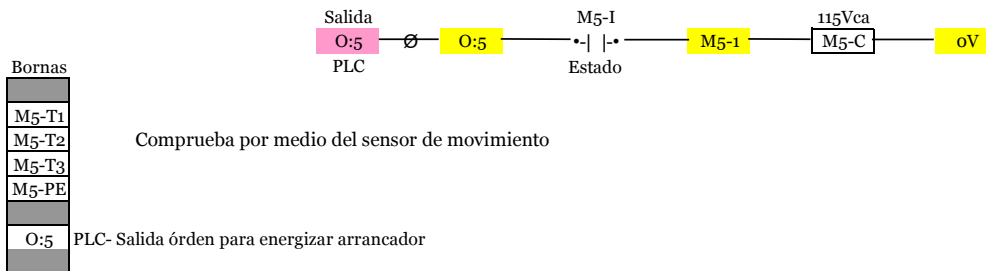 Salida M5-I 115Vca
O:5 Ø O:5 •-| |-• M5-1 M5-C 0V
PLC Estado
Bornas
M5-T1
M5-T2 Comprueba por medio del sensor de movimiento
M5-T3
M5-PE
O:5 PLC- Salida órden para energizar arrancador